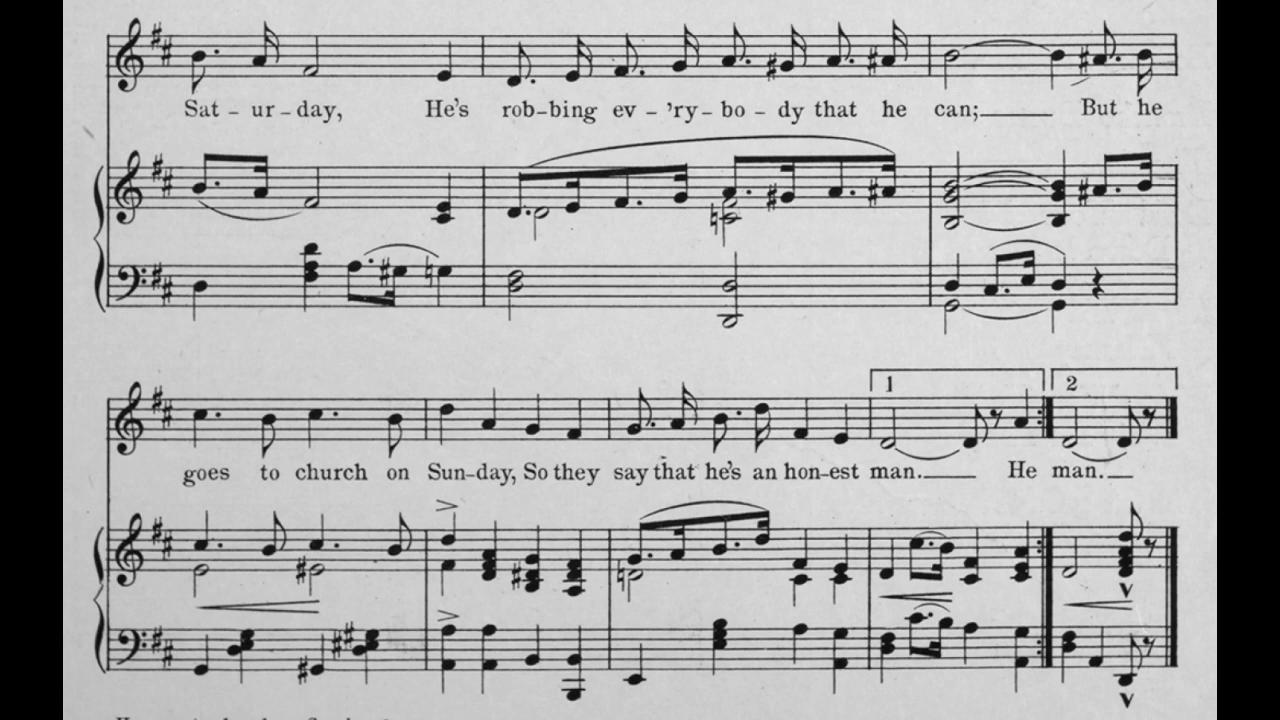 Sat – ur – day, He's rob–bing ev – 'ry – bo – dy that he can; But he
1 2
goes to church on Sun–day, So they say that he's an hon–est man. He man.